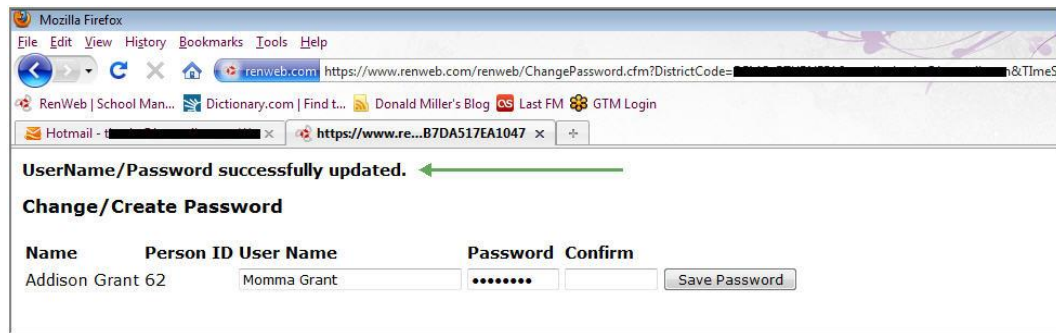 Mozilla Firefox
File Edit View History Bookmarks Tools Help
renweb.com https://www.renweb.com/renweb/ChangePassword.cfm?DistrictCode=
RenWeb | School Man... Dictionary.com | Find t... Donald Miller's Blog Last FM GTM Login
Hotmail - t https://www.re...B7DA517EA1047
UserName/Password successfully updated.
Change/Create Password
Name Person ID User Name Password Confirm
Addison Grant 62 Momma Grant •••••••• Save Password